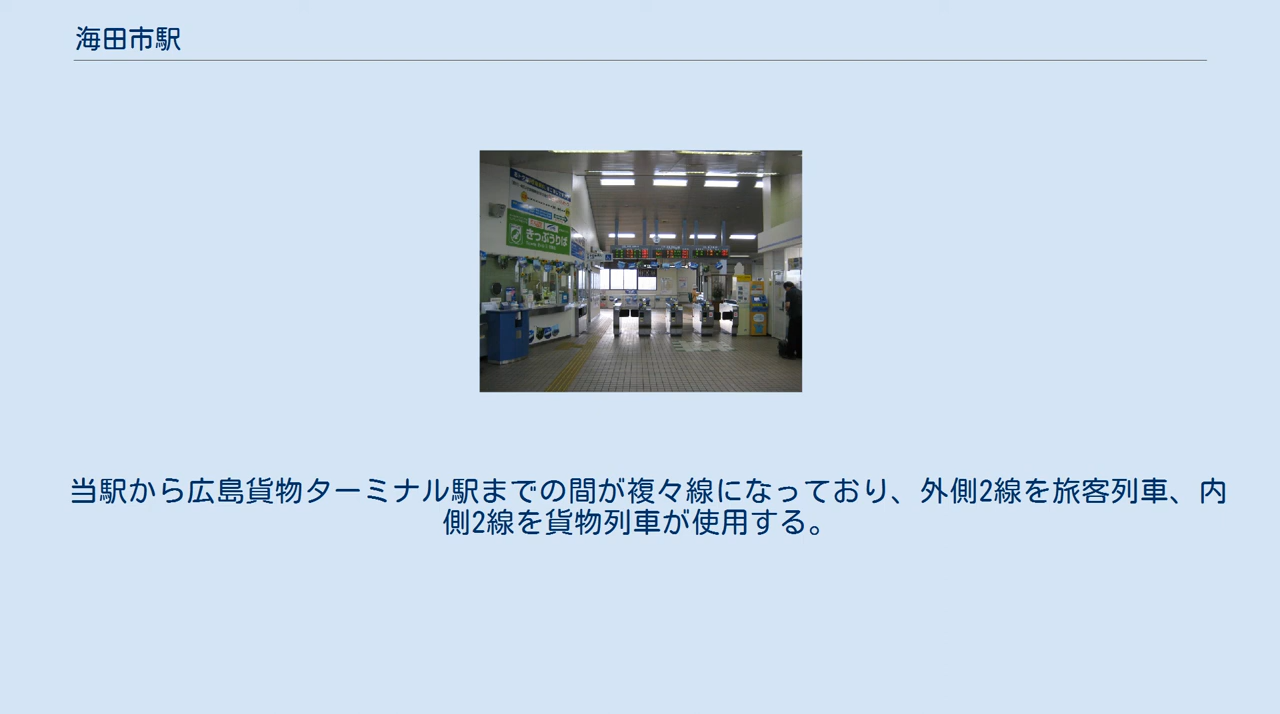 海田市駅
きっぷうりば
当駅から広島貨物ターミナル駅までの間が複々線になっており、外側2線を旅客列車、内
側2線を貨物列車が使用する。